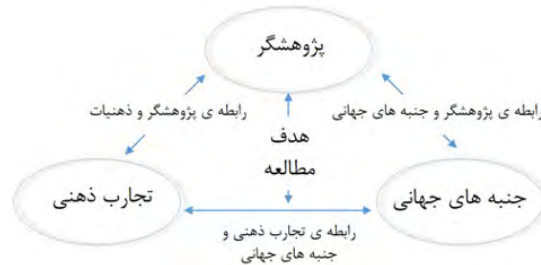 پژوهشگر
رابطه ی پژوهشگر و جنبه های جهانی
رابطه ی پژوهشگر و ذهنیات
هدف
مطالعه
جنبه های جهانی
تجارب ذهنی
رابطه ی تجارب ذهنی و
جنبه های جهانی